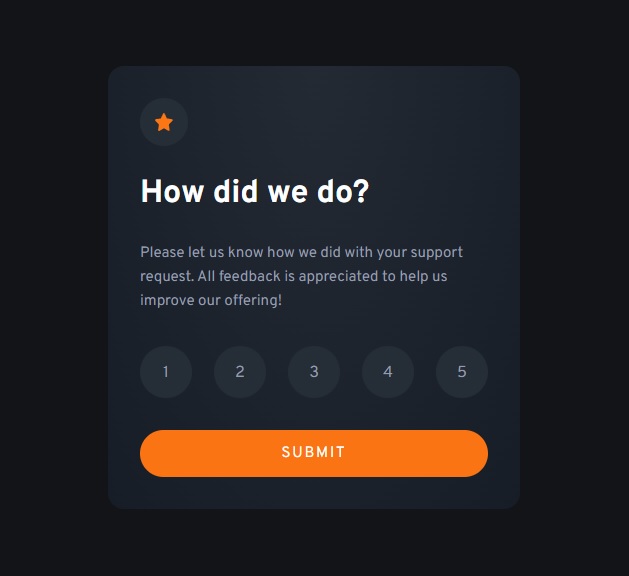 How did we do?
Please let us know how we did with your support
request. All feedback is appreciated to help us
improve our offering!
1 2 3 4 5
SUBMIT